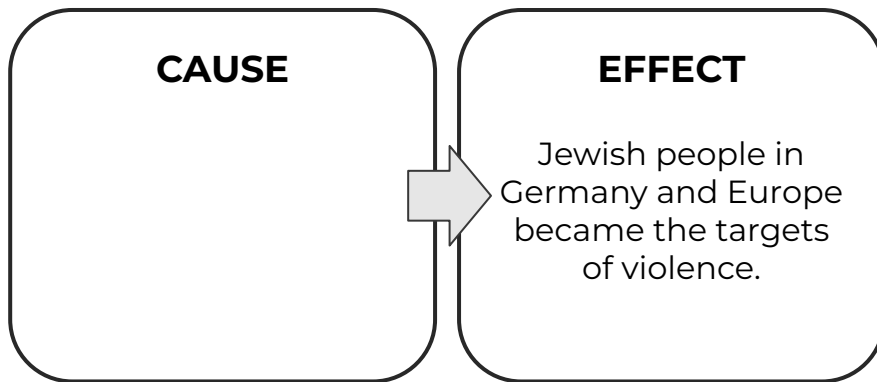 CAUSE
EFFECT
Jewish people in
Germany and Europe
became the targets
of violence.